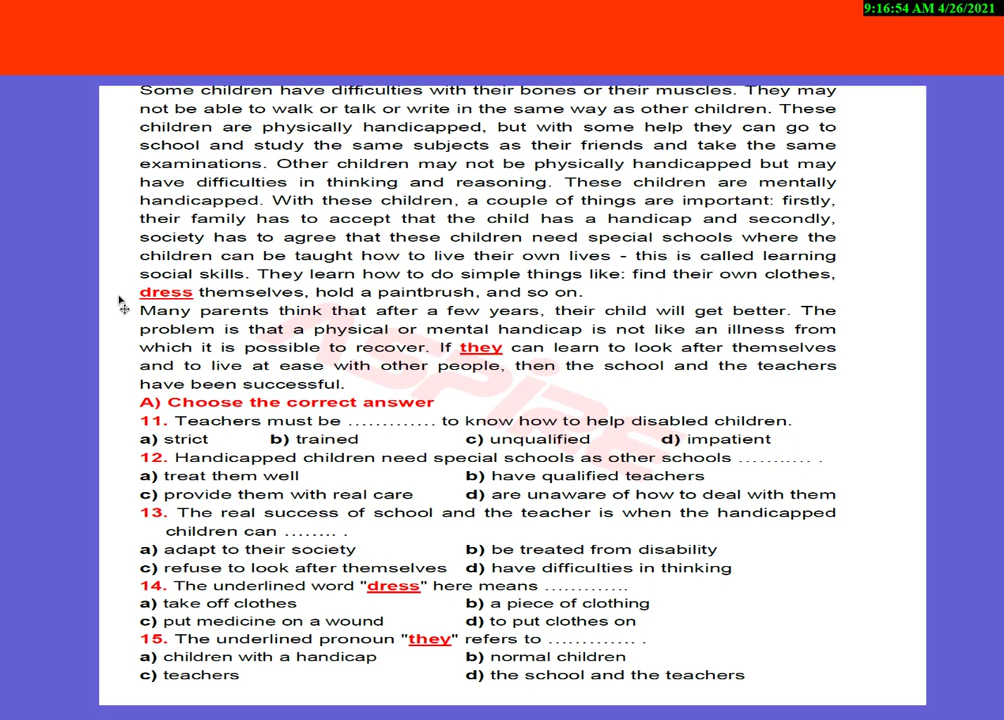 9:16:54 AM 4/26/2021
Some children have difficulties with their bones or their muscles. They may
not be able to walk or talk or write in the same way as other children. These
children are physically handicapped, but with some help they can go to
school and study the same subjects as their friends and take the same
examinations. Other children may not be physically handicapped but may
have difficulties in thinking and reasoning. These children are mentally
handicapped. With these children, a couple of things are important: firstly,
their family has to accept that the child has a handicap and secondly,
society has to agree that these children need special schools where the
children can be taught how to live their own lives - this is called learning
social skills. They learn how to do simple things like: find their own clothes,
dress themselves, hold a paintbrush, and so on.
Many parents think that after a few years, their child will get better. The
problem is that a physical or mental handicap is not like an illness from
which it is possible to recover. If they can learn to look after themselves
and to live at ease with other people, then the school and the teachers
have been successful.
ASPIRE
A) Choose the correct answer
11. Teachers must be ............. to know how to help disabled children.
a) strict b) trained c) unqualified d) impatient
12. Handicapped children need special schools as other schools ........... .
a) treat them well b) have qualified teachers
c) provide them with real care d) are unaware of how to deal with them
13. The real success of school and the teacher is when the handicapped
children can ........ .
a) adapt to their society b) be treated from disability
c) refuse to look after themselves d) have difficulties in thinking
14. The underlined word "dress" here means ............. 
a) take off clothes b) a piece of clothing
c) put medicine on a wound d) to put clothes on
15. The underlined pronoun "they" refers to ............. .
a) children with a handicap b) normal children
c) teachers d) the school and the teachers